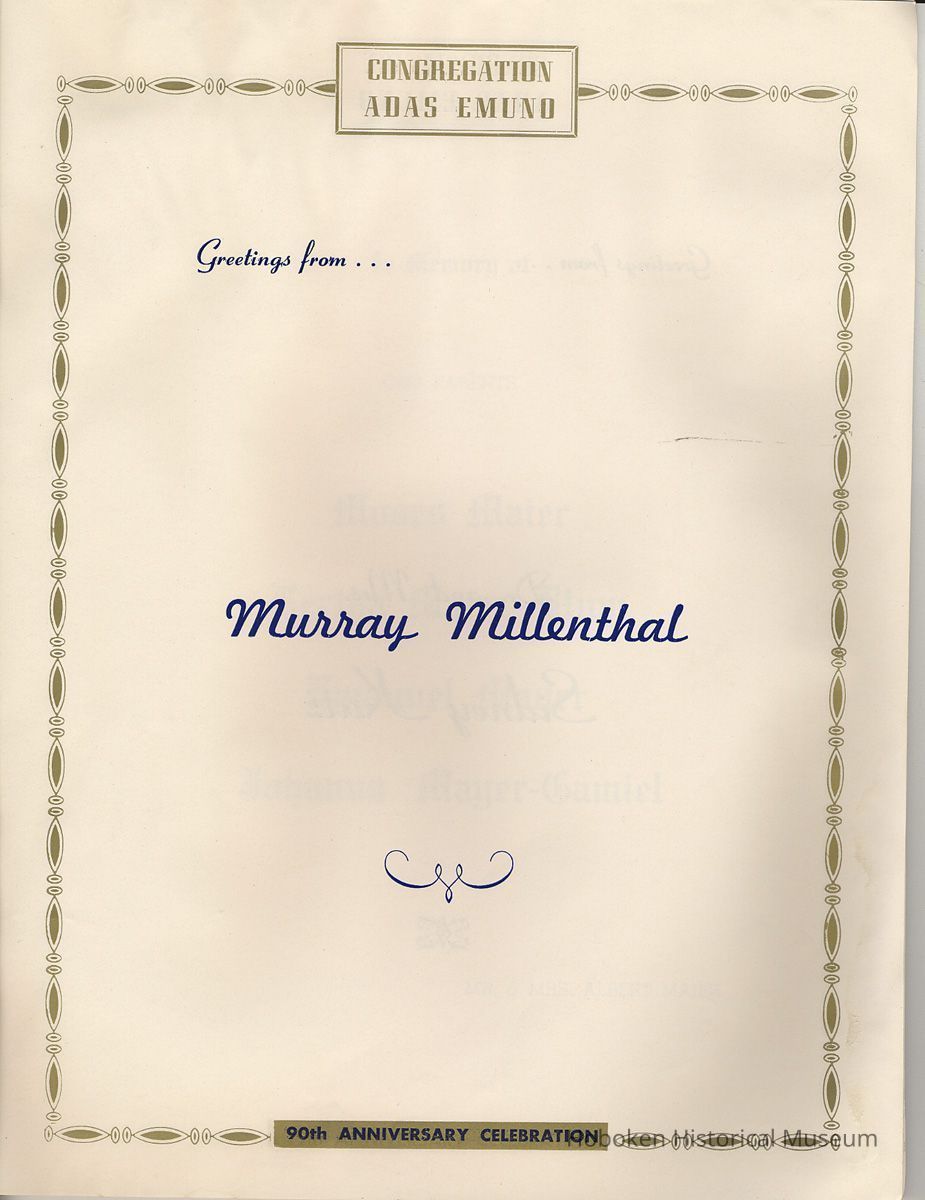 CONGREGATION
ADAS EMUNO
Greetings from . . .
Murray Millenthal
90th ANNIVERSARY CELEBRATION
Hoboken Historical Museum